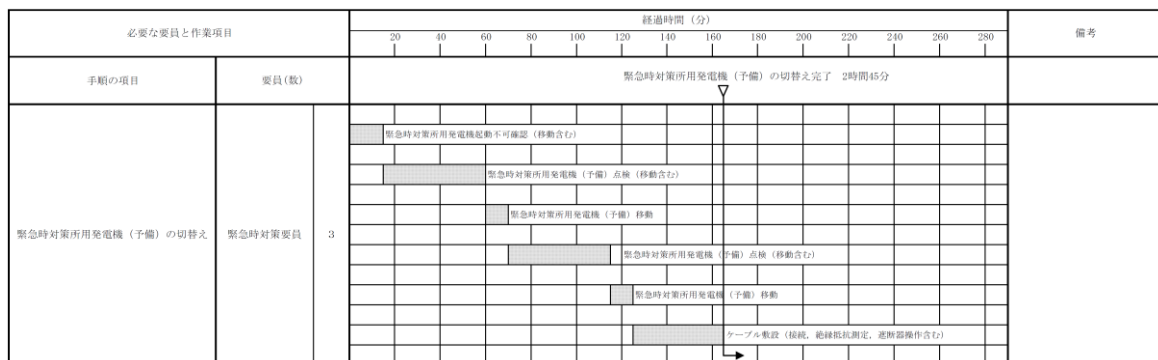 必要な要員と作業項目
経過時間（分）
備考
20 40 60 80 100 120 140 160 180 200 220 240 260 280
手順の項目
要員(数)
緊急時対策所用発電機（予備）の切替え完了 2時間45分
緊急時対策所用発電機起動不可確認（移動含む）
緊急時対策所用発電機（予備）点検（移動含む）
緊急時対策所用発電機（予備）移動
緊急時対策所用発電機（予備）の切替え
緊急時対策要員
3
緊急時対策所用発電機（予備）点検（移動含む）
緊急時対策所用発電機（予備）移動
ケーブル敷設（接続，絶縁抵抗測定，遮断器操作含む）